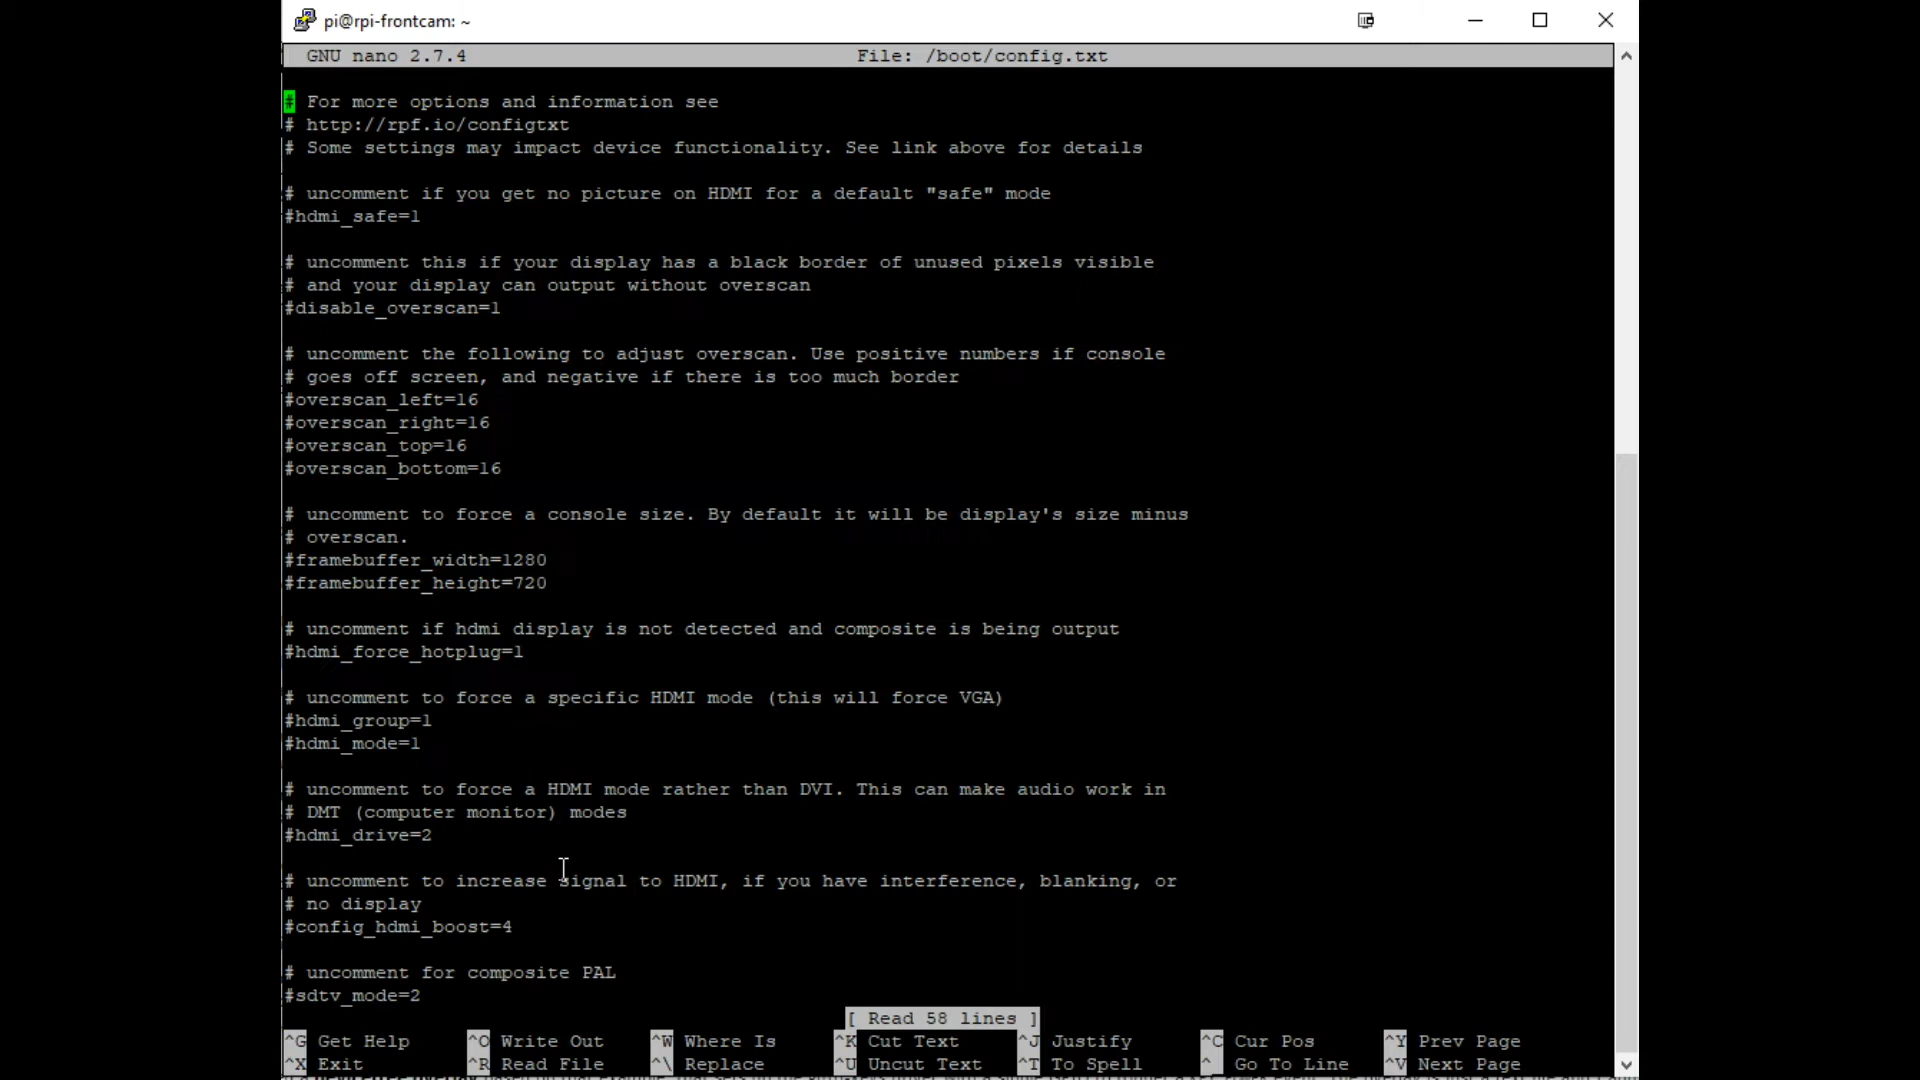 pi@rpi-frontcam: ~
GNU nano 2.7.4 File: /boot/config.txt
# For more options and information see
# http://rpf.io/configtxt
# Some settings may impact device functionality. See link above for details
# uncomment if you get no picture on HDMI for a default "safe" mode
#hdmi_safe=1
# uncomment this if your display has a black border of unused pixels visible
# and your display can output without overscan
#disable_overscan=1
# uncomment the following to adjust overscan. Use positive numbers if console
# goes off screen, and negative if there is too much border
#overscan_left=16
#overscan_right=16
#overscan_top=16
#overscan_bottom=16
# uncomment to force a console size. By default it will be display's size minus
# overscan.
#framebuffer_width=1280
#framebuffer_height=720
# uncomment if hdmi display is not detected and composite is being output
#hdmi_force_hotplug=1
# uncomment to force a specific HDMI mode (this will force VGA)
#hdmi_group=1
#hdmi_mode=1
# uncomment to force a HDMI mode rather than DVI. This can make audio work in
# DMT (computer monitor) modes
#hdmi_drive=2
# uncomment to increase signal to HDMI, if you have interference, blanking, or
# no display
#config_hdmi_boost=4
# uncomment for composite PAL
#sdtv_mode=2
[ Read 58 lines ]
^G Get Help ^O Write Out ^W Where Is ^K Cut Text ^J Justify ^C Cur Pos ^Y Prev Page
^X Exit ^R Read File ^\ Replace ^U Uncut Text ^T To Spell ^_ Go To Line ^V Next Page